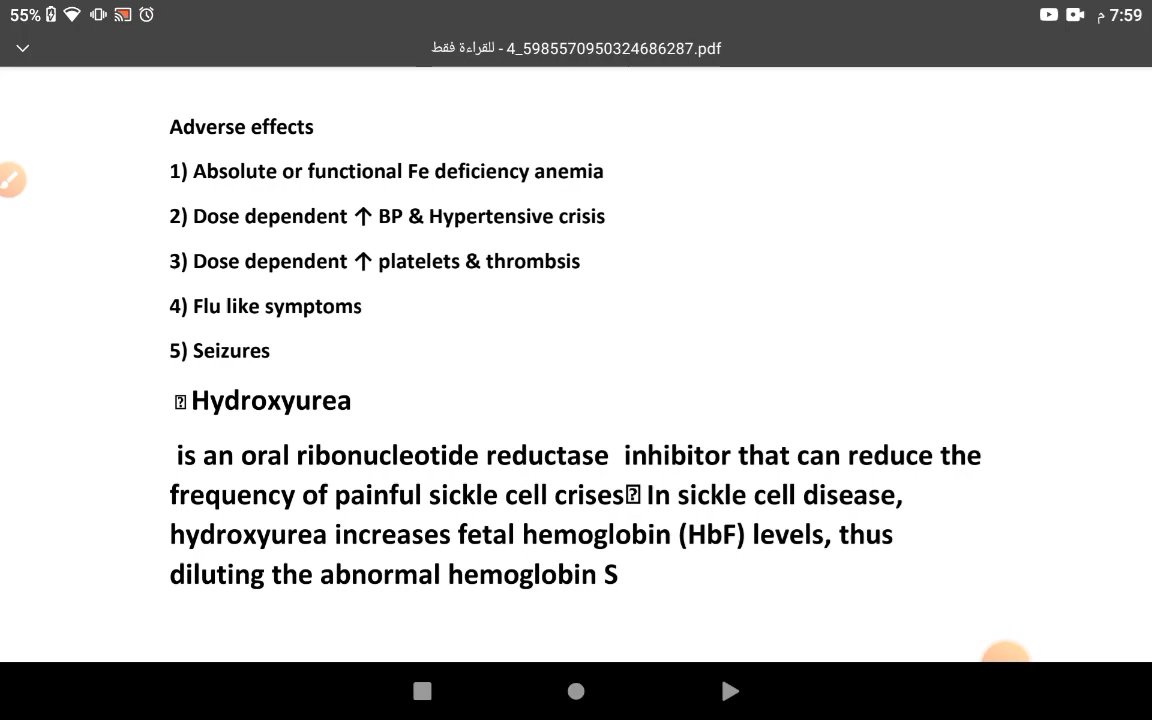 55%
م 7:59
4_5985570950324686287.pdf - للقراءة فقط
Adverse effects
1) Absolute or functional Fe deficiency anemia
2) Dose dependent ↑ BP & Hypertensive crisis
3) Dose dependent ↑ platelets & thrombsis
4) Flu like symptoms
5) Seizures
⍰ Hydroxyurea
is an oral ribonucleotide reductase inhibitor that can reduce the
frequency of painful sickle cell crises⍰ In sickle cell disease,
hydroxyurea increases fetal hemoglobin (HbF) levels, thus
diluting the abnormal hemoglobin S